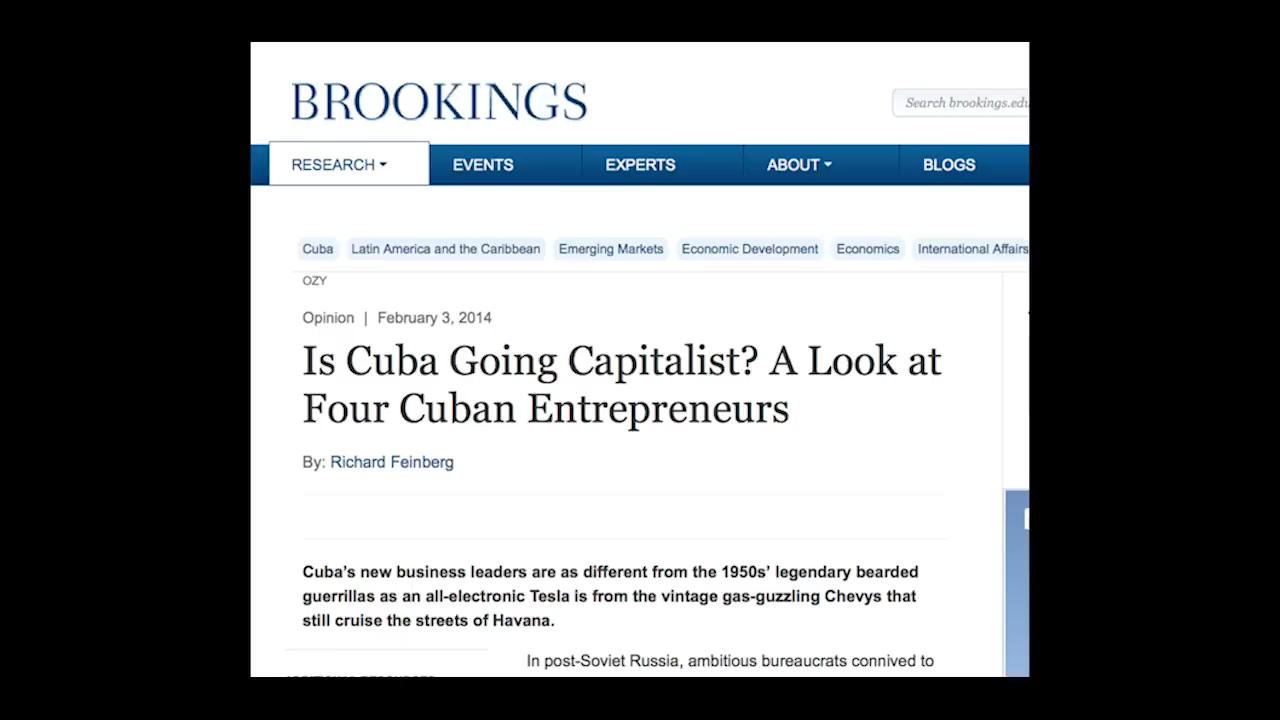 BROOKINGS
Search brookings.edu
RESEARCH EVENTS EXPERTS ABOUT BLOGS
Cuba Latin America and the Caribbean Emerging Markets Economic Development Economics International Affairs
OZY
Opinion | February 3, 2014
Is Cuba Going Capitalist? A Look at
Four Cuban Entrepreneurs
By: Richard Feinberg
Cuba’s new business leaders are as different from the 1950s’ legendary bearded
guerrillas as an all-electronic Tesla is from the vintage gas-guzzling Chevys that
still cruise the streets of Havana.
In post-Soviet Russia, ambitious bureaucrats connived to